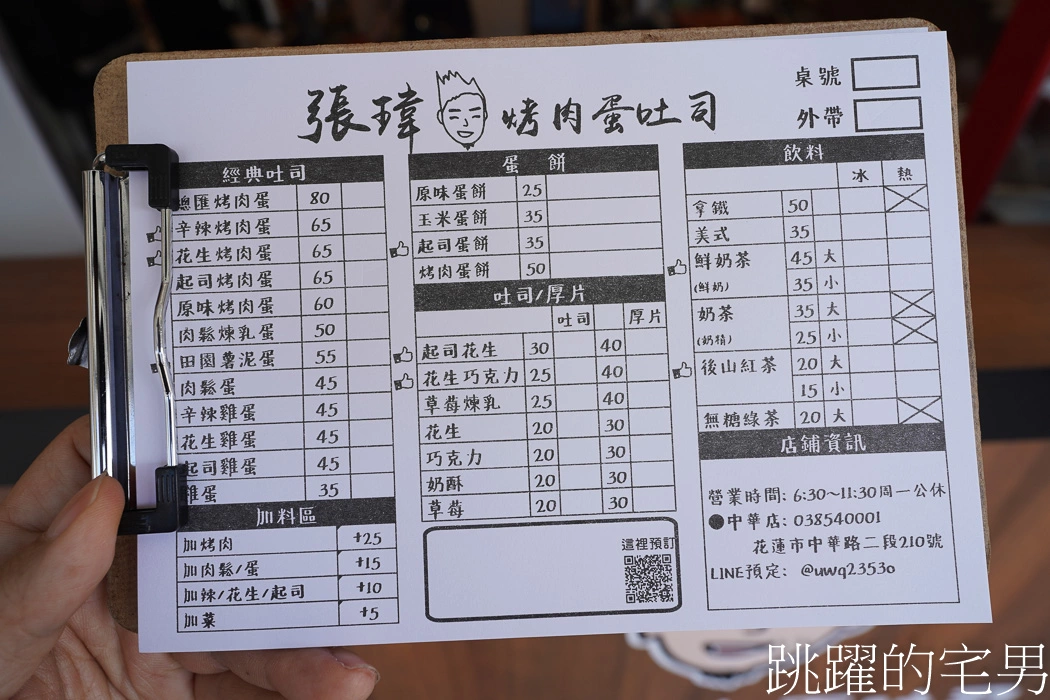 張瑋烤肉蛋吐司
桌號
外帶
經典吐司
總匯烤肉蛋 80
辛辣烤肉蛋 65
花生烤肉蛋 65
起司烤肉蛋 65
原味烤肉蛋 60
肉鬆煉乳蛋 50
田園薯泥蛋 55
肉鬆蛋 45
辛辣雞蛋 45
花生雞蛋 45
起司雞蛋 45
雞蛋 35
加料區
加烤肉 +25
加肉鬆/蛋 +15
加辣/花生/起司 +10
加菜 +5
蛋餅
原味蛋餅 25
玉米蛋餅 35
起司蛋餅 35
烤肉蛋餅 50
吐司/厚片
吐司 厚片
起司花生 30 40
花生巧克力 25 40
草莓煉乳 25 40
花生 20 30
巧克力 20 30
奶酥 20 30
草莓 20 30
這裡預訂
飲料
冰 熱
拿鐵 50
美式 35
鮮奶茶 45 大
(鮮奶) 35 小
奶茶 35 大
(奶精) 25 小
後山紅茶 20 大
15 小
無糖綠茶 20 大
店鋪資訊
營業時間: 6:30~11:30周一公休
●中華店: 038540001
花蓮市中華路二段210號
LINE預定: @uwq2353o
跳躍的宅男